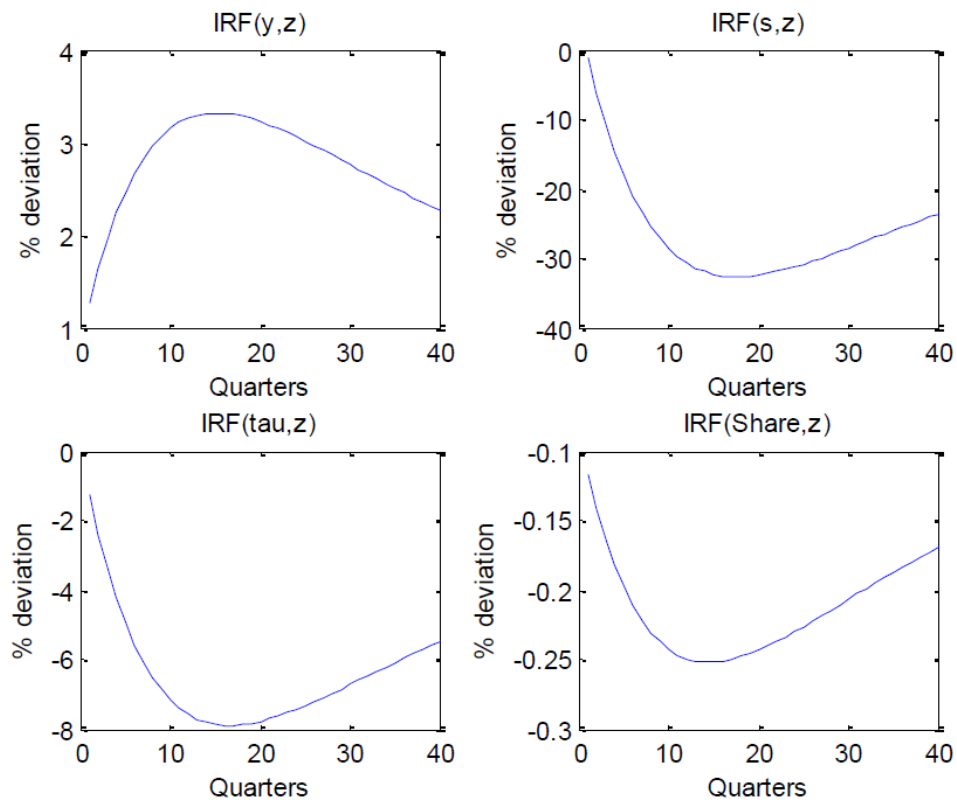 IRF(y,z)
4
3
2
1
% deviation
0 10 20 30 40
Quarters
IRF(s,z)
0
-10
-20
-30
-40
% deviation
0 10 20 30 40
Quarters
IRF(tau,z)
0
-2
-4
-6
-8
% deviation
0 10 20 30 40
Quarters
IRF(Share,z)
-0.1
-0.15
-0.2
-0.25
-0.3
% deviation
0 10 20 30 40
Quarters